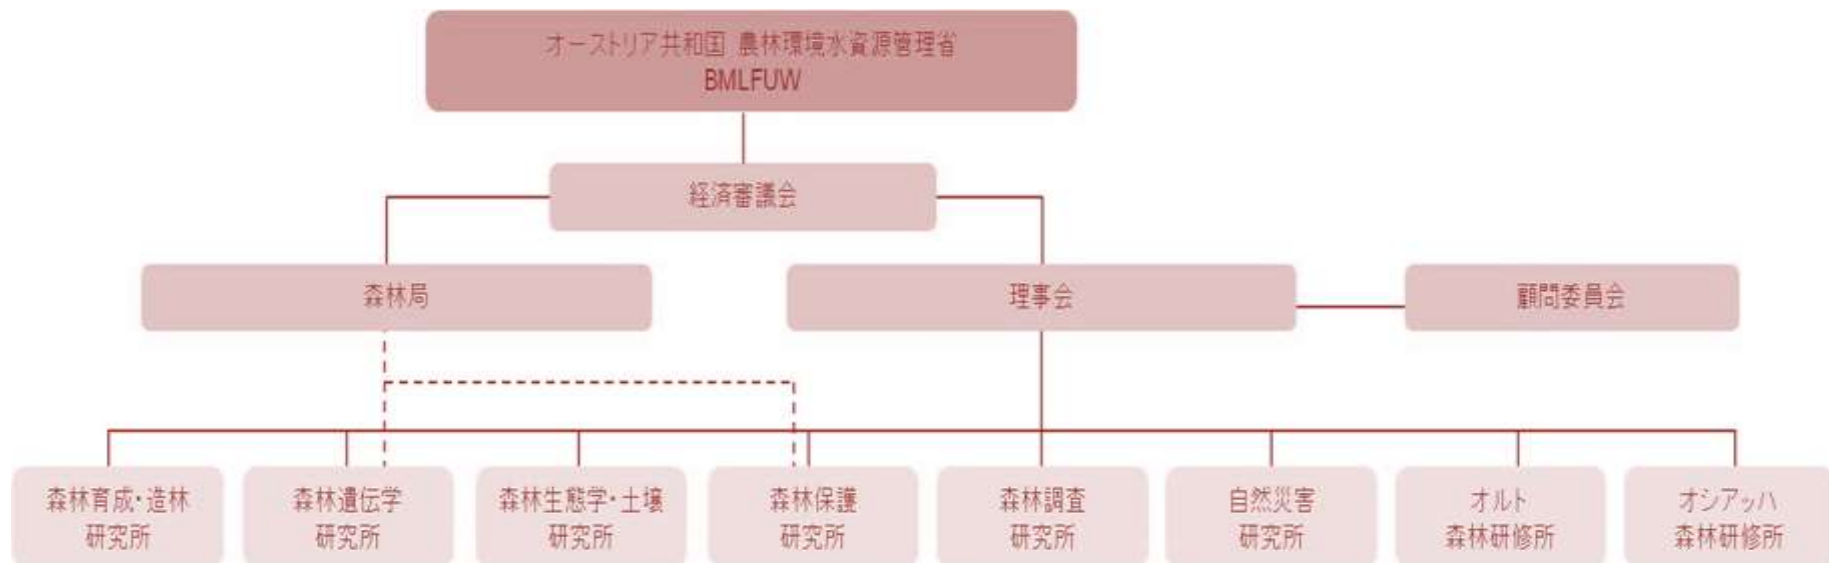 オーストリア共和国 農林環境水資源管理省
BMLFUW
経済審議会
森林局
理事会
顧問委員会
森林育成・造林
研究所
森林遺伝学
研究所
森林生態学・土壌
研究所
森林保護
研究所
森林調査
研究所
自然災害
研究所
オルト
森林研修所
オシアッハ
森林研修所